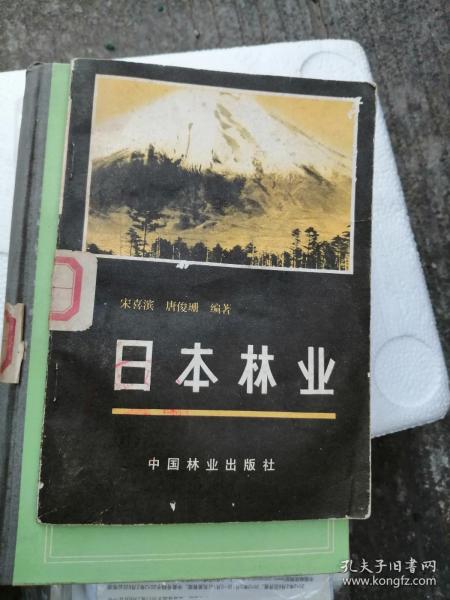 宋喜滨 唐俊珊 编著
日本林业
中国林业出版社
孔夫子旧书网
www.kongfz.com